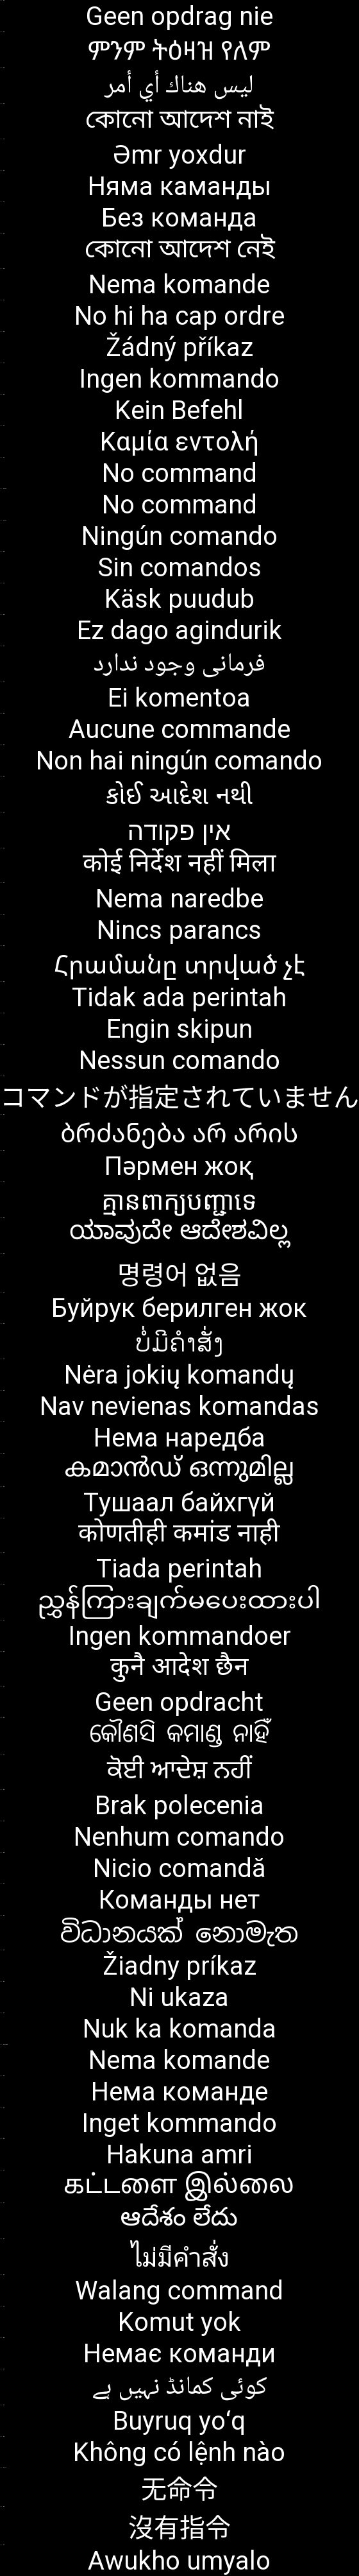 Geen opdrag nie
ምንም ትዕዛዝ የለም
ليس هناك أي أمر
কোনো আদেশ নাই
Əmr yoxdur
Няма каманды
Без команда
কোনো আদেশ নেই
Nema komande
No hi ha cap ordre
Žádný příkaz
Ingen kommando
Kein Befehl
Καμία εντολή
No command
No command
Ningún comando
Sin comandos
Käsk puudub
Ez dago agindurik
فرمانی وجود ندارد
Ei komentoa
Aucune commande
Non hai ningún comando
કોઈ આદેશ નથી
אין פקודה
कोई निर्देश नहीं मिला
Nema naredbe
Nincs parancs
Հրամանը տրված չէ
Tidak ada perintah
Engin skipun
Nessun comando
コマンドが指定されていません
ბრძანება არ არის
Пәрмен жоқ
គ្មានពាក្យបញ្ជាទេ
ಯಾವುದೇ ಆದೇಶವಿಲ್ಲ
명령어 없음
Буйрук берилген жок
ບໍ່ມີຄຳສັ່ງ
Nėra jokių komandų
Nav nevienas komandas
Нема наредба
കമാൻഡ് ഒന്നുമില്ല
Тушаал байхгүй
कोणतीही कमांड नाही
Tiada perintah
ညွှန်ကြားချက်မပေးထားပါ
Ingen kommandoer
कुनै आदेश छैन
Geen opdracht
କୌଣସି କମାଣ୍ଡ ନାହିଁ
ਕੋਈ ਆਦੇਸ਼ ਨਹੀਂ
Brak polecenia
Nenhum comando
Nicio comandă
Команды нет
විධානයක් නොමැත
Žiadny príkaz
Ni ukaza
Nuk ka komanda
Nema komande
Нема команде
Inget kommando
Hakuna amri
கட்டளை இல்லை
ఆదేశం లేదు
ไม่มีคำสั่ง
Walang command
Komut yok
Немає команди
کوئی کمانڈ نہیں ہے
Buyruq yo‘q
Không có lệnh nào
无命令
沒有指令
Awukho umyalo